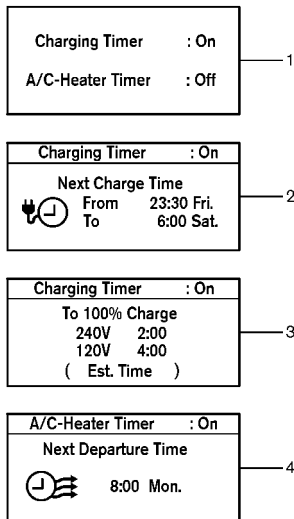 Charging Timer : On
A/C-Heater Timer : Off
1
Charging Timer : On
Next Charge Time
From 23:30 Fri.
To 6:00 Sat.
2
Charging Timer : On
To 100% Charge
240V 2:00
120V 4:00
( Est. Time )
3
A/C-Heater Timer : On
Next Departure Time
8:00 Mon.
4